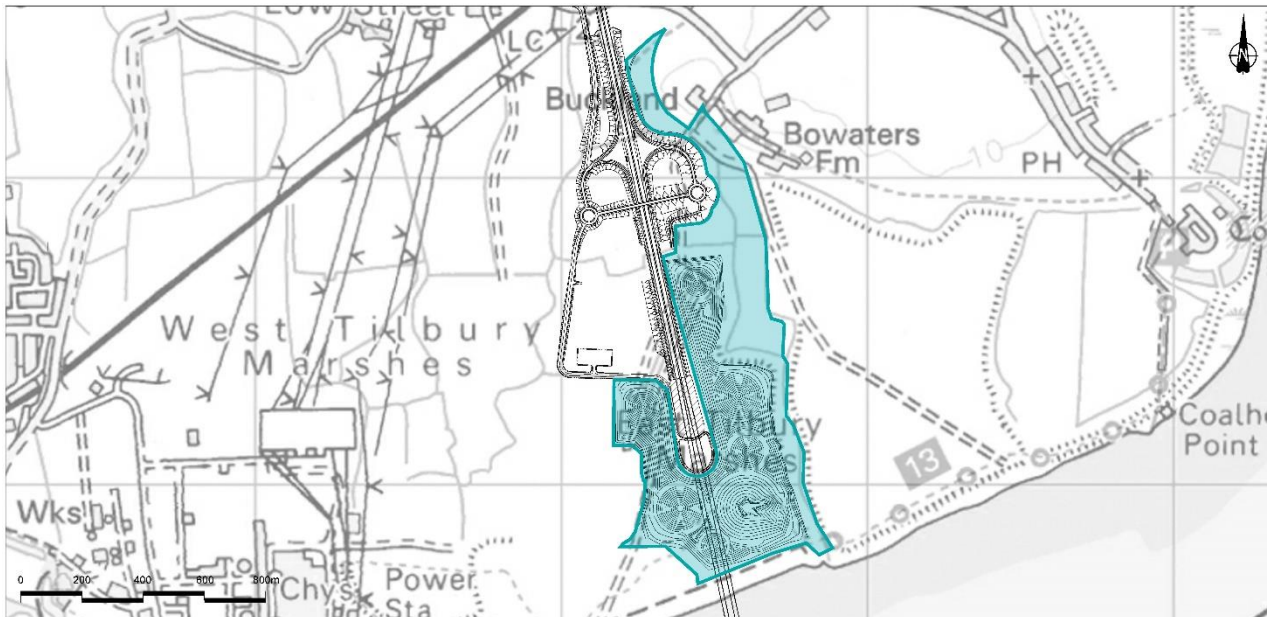 Low Street
LC
N
Buckland
Bowaters
Fm
10
PH
West Tilbury
Marshes
East Tilbury
Marshes
Coalho
Point
13
Wks
Chys
Power
Sta
0 200 400 600 800m